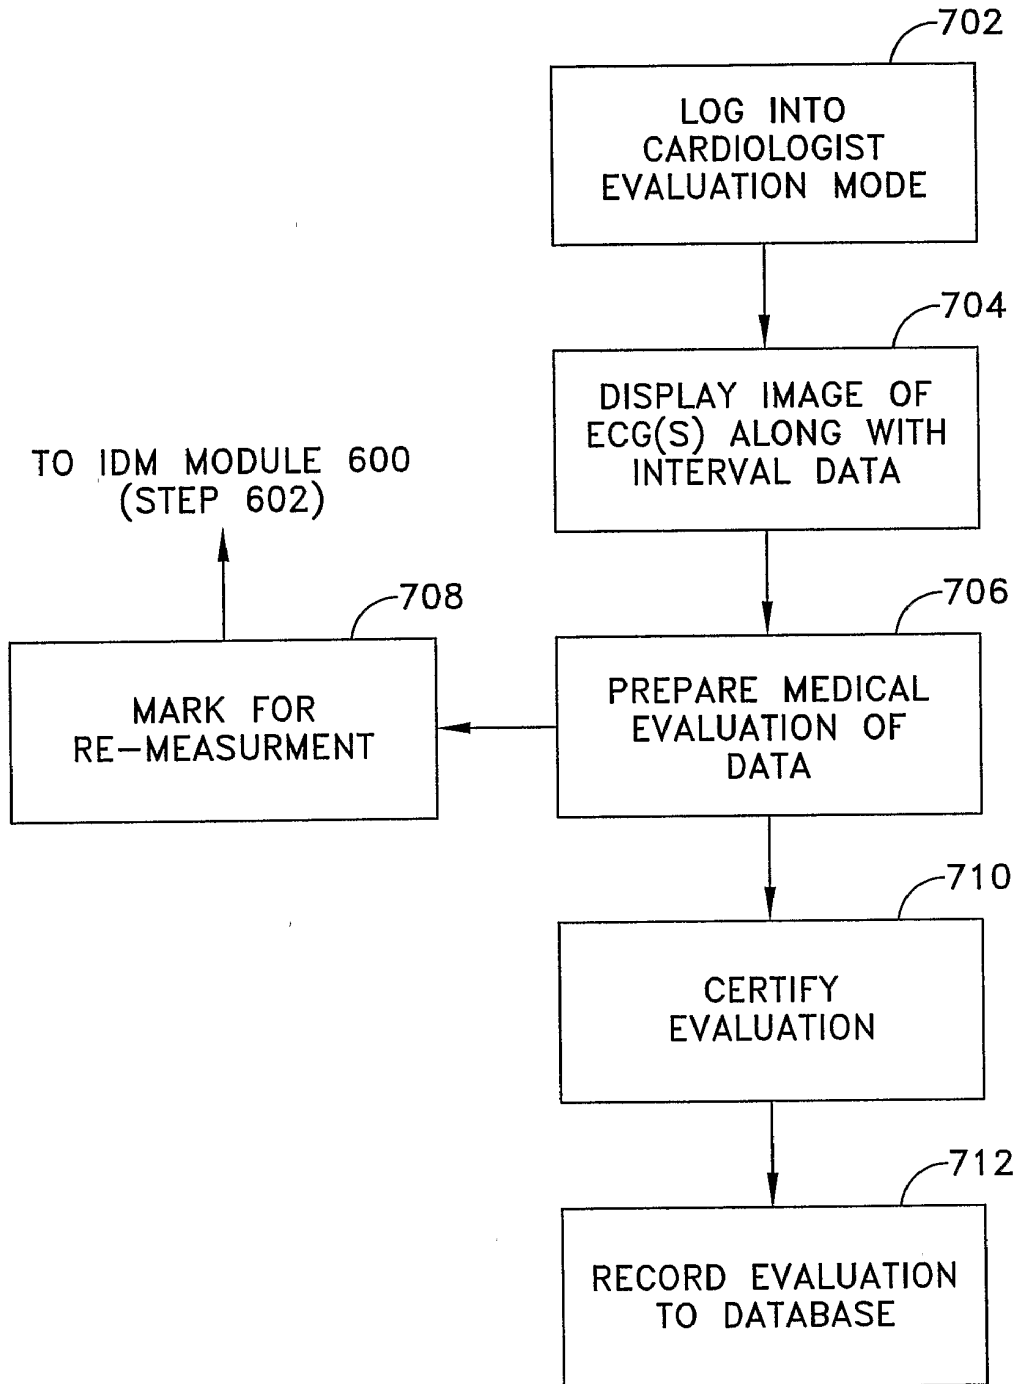 702
LOG INTO
CARDIOLOGIST
EVALUATION MODE
704
DISPLAY IMAGE OF
ECG(S) ALONG WITH
INTERVAL DATA
TO IDM MODULE 600
(STEP 602)
708
MARK FOR
RE-MEASURMENT
706
PREPARE MEDICAL
EVALUATION OF
DATA
710
CERTIFY
EVALUATION
712
RECORD EVALUATION
TO DATABASE